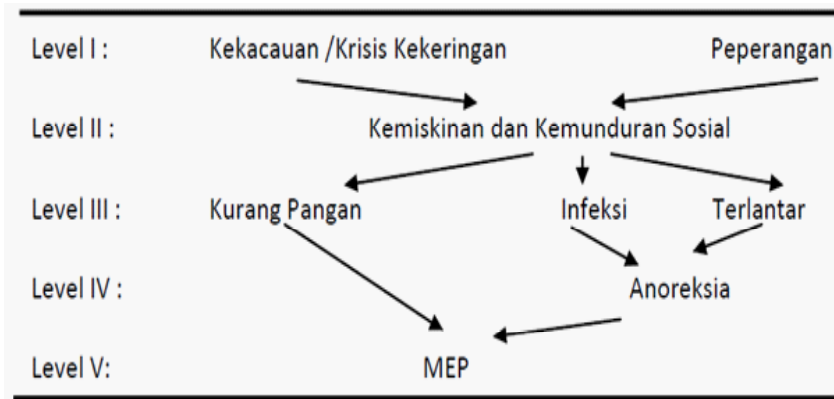 Level I : Kekacauan /Krisis Kekeringan Peperangan
Level II : Kemiskinan dan Kemunduran Sosial
Level III : Kurang Pangan Infeksi Terlantar
Level IV : Anoreksia
Level V: MEP